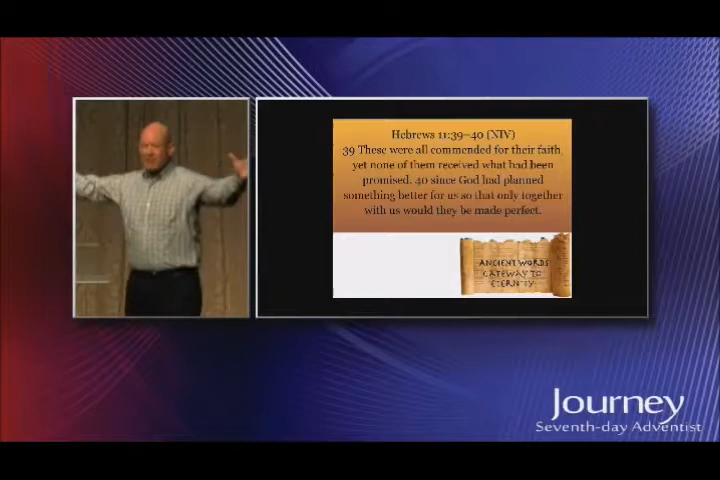 Hebrews 11:39–40 (NIV)
39 These were all commended for their faith,
yet none of them received what had been
promised. 40 since God had planned
something better for us so that only together
with us would they be made perfect.
ANCIENT WORDS
GATEWAY TO
ETERNITY
Journey
Seventh-day Adventist